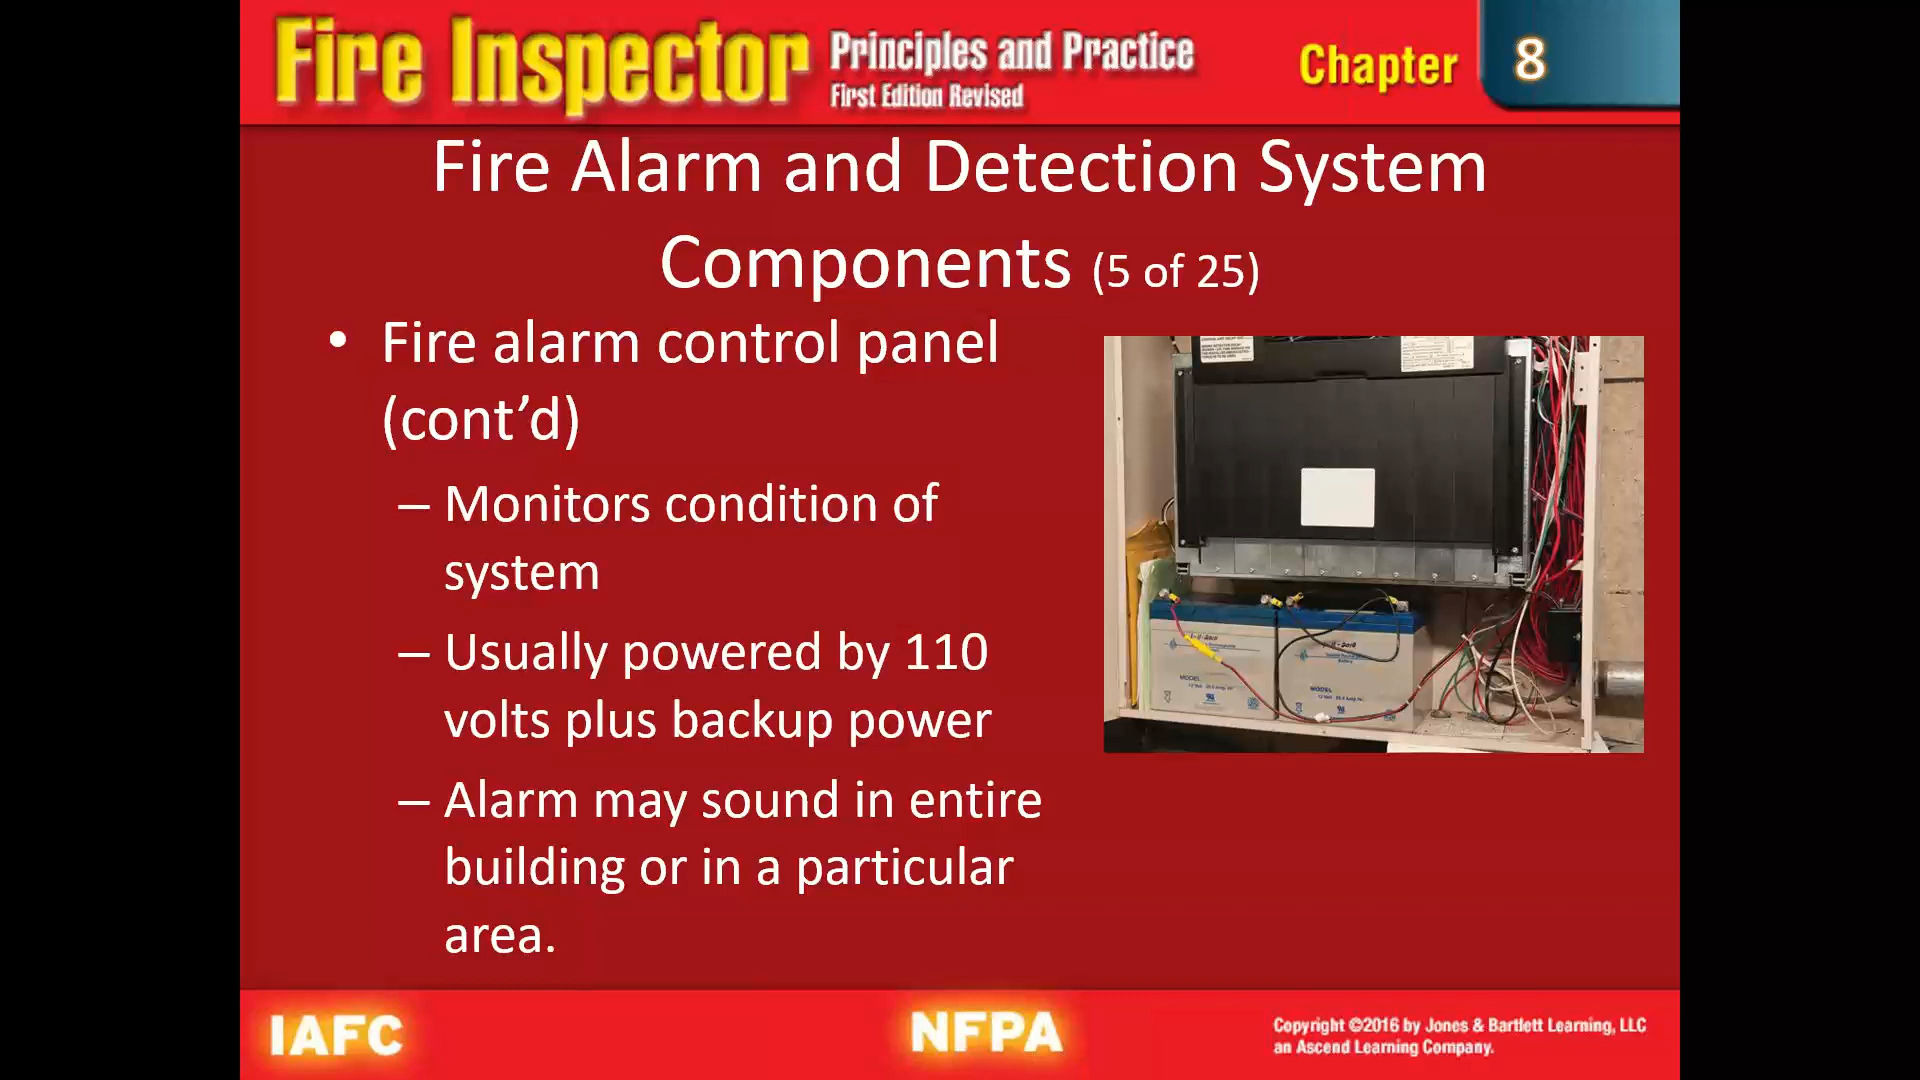 Fire Inspector Principles and Practice
First Edition Revised
Chapter 8
Fire Alarm and Detection System
Components (5 of 25)
• Fire alarm control panel
(cont’d)
– Monitors condition of
system
– Usually powered by 110
volts plus backup power
– Alarm may sound in entire
building or in a particular
area.
MODEL
MODEL
IAFC
NFPA
Copyright ©2016 by Jones & Bartlett Learning, LLC
an Ascend Learning Company.